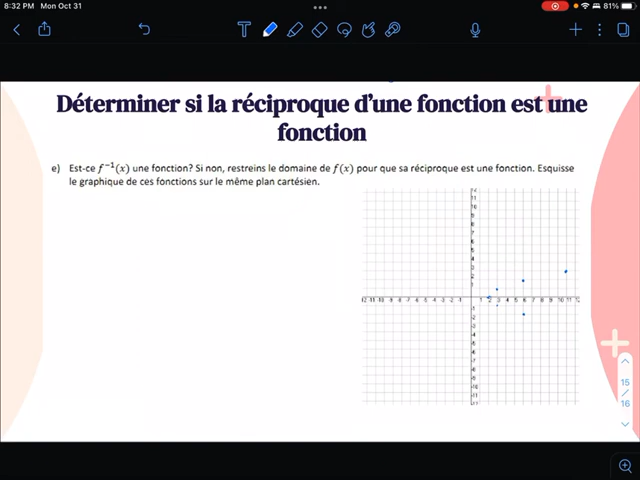 8:32 PM Mon Oct 31
81%
Déterminer si la réciproque d'une fonction est une
fonction
e) Est-ce f⁻¹(x) une fonction? Si non, restreins le domaine de f(x) pour que sa réciproque est une fonction. Esquisse
le graphique de ces fonctions sur le même plan cartésien.
15
/
16